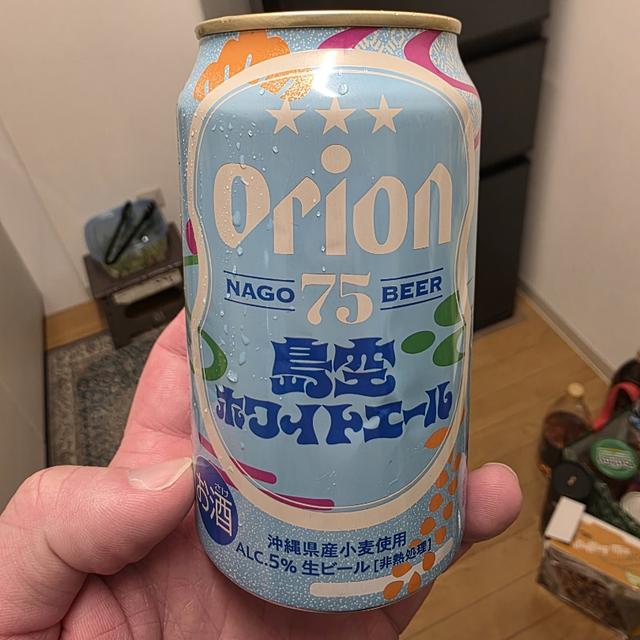 Orion
NAGO 75 BEER
島空
ホワイトエール
お酒
沖縄県産小麦使用
ALC.5% 生ビール [非熱処理]